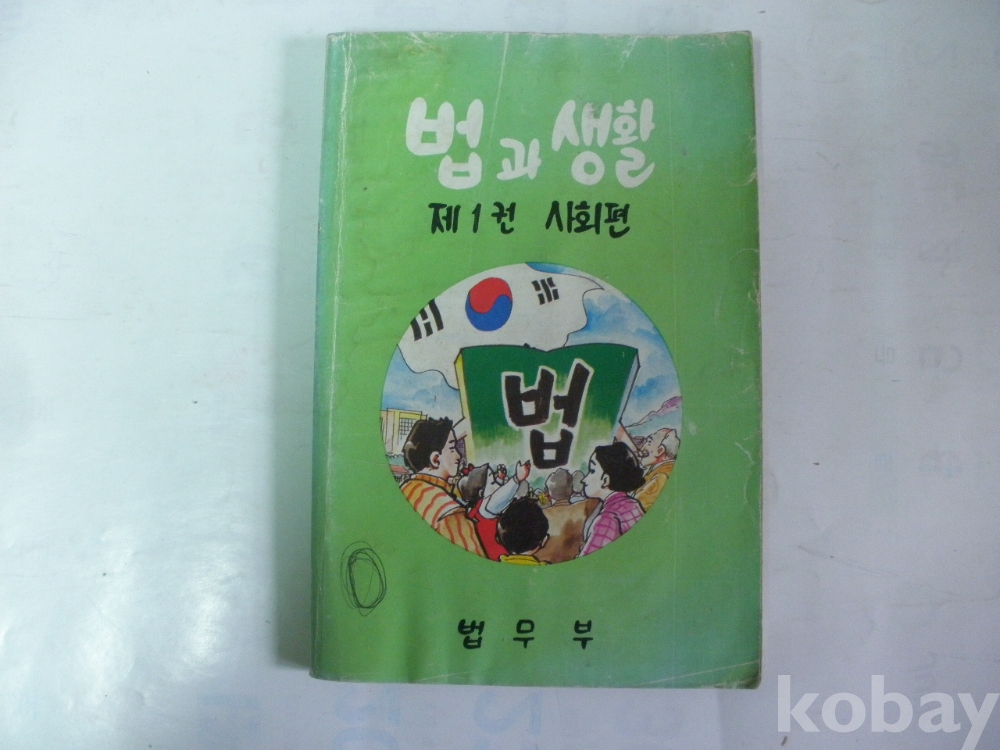 법과 생활
제1권 사회편
법
법무부
kobay